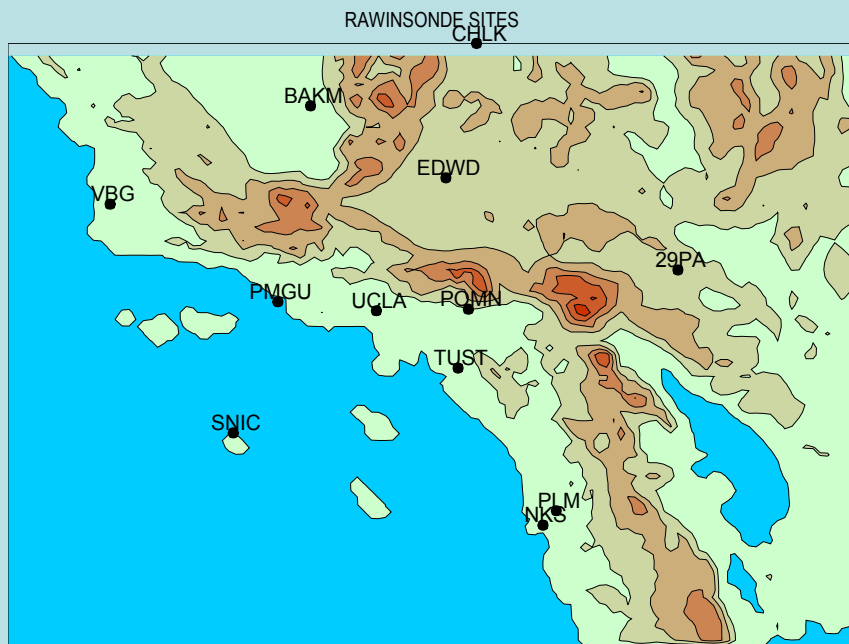 RAWINSONDE SITES
CHLK
BAKM
EDWD
VBG
29PA
PMGU
UCLA
POMN
TUST
SNIC
PLM
NKS